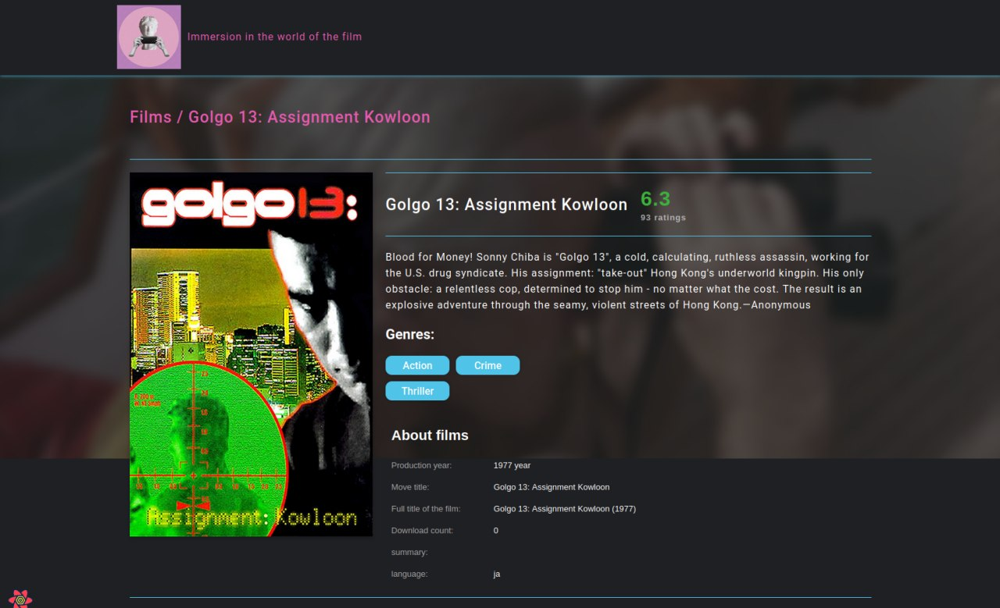 Immersion in the world of the film
Films / Golgo 13: Assignment Kowloon
golgo 13:
Assignment: Kowloon
Golgo 13: Assignment Kowloon
6.3
93 ratings
Blood for Money! Sonny Chiba is "Golgo 13", a cold, calculating, ruthless assassin, working for
the U.S. drug syndicate. His assignment: "take-out" Hong Kong's underworld kingpin. His only
obstacle: a relentless cop, determined to stop him - no matter what the cost. The result is an
explosive adventure through the seamy, violent streets of Hong Kong.—Anonymous
Genres:
Action Crime
Thriller
About films
Production year: 1977 year
Move title: Golgo 13: Assignment Kowloon
Full title of the film: Golgo 13: Assignment Kowloon (1977)
Download count: 0
summary:
language: ja